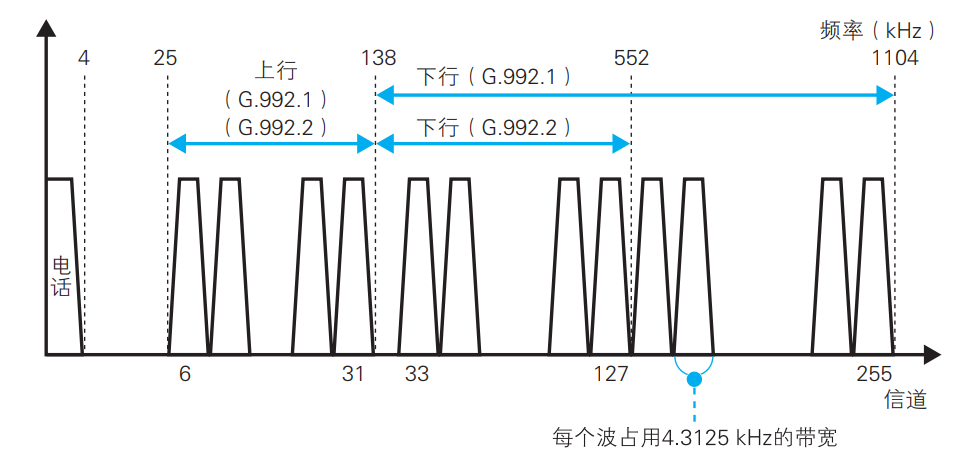 频率（kHz）
4
25
138
552
1104
上行
（G.992.1）
（G.992.2）
下行（G.992.1）
下行（G.992.2）
电
话
6
31
33
127
255
信道
每个波占用4.3125 kHz的带宽